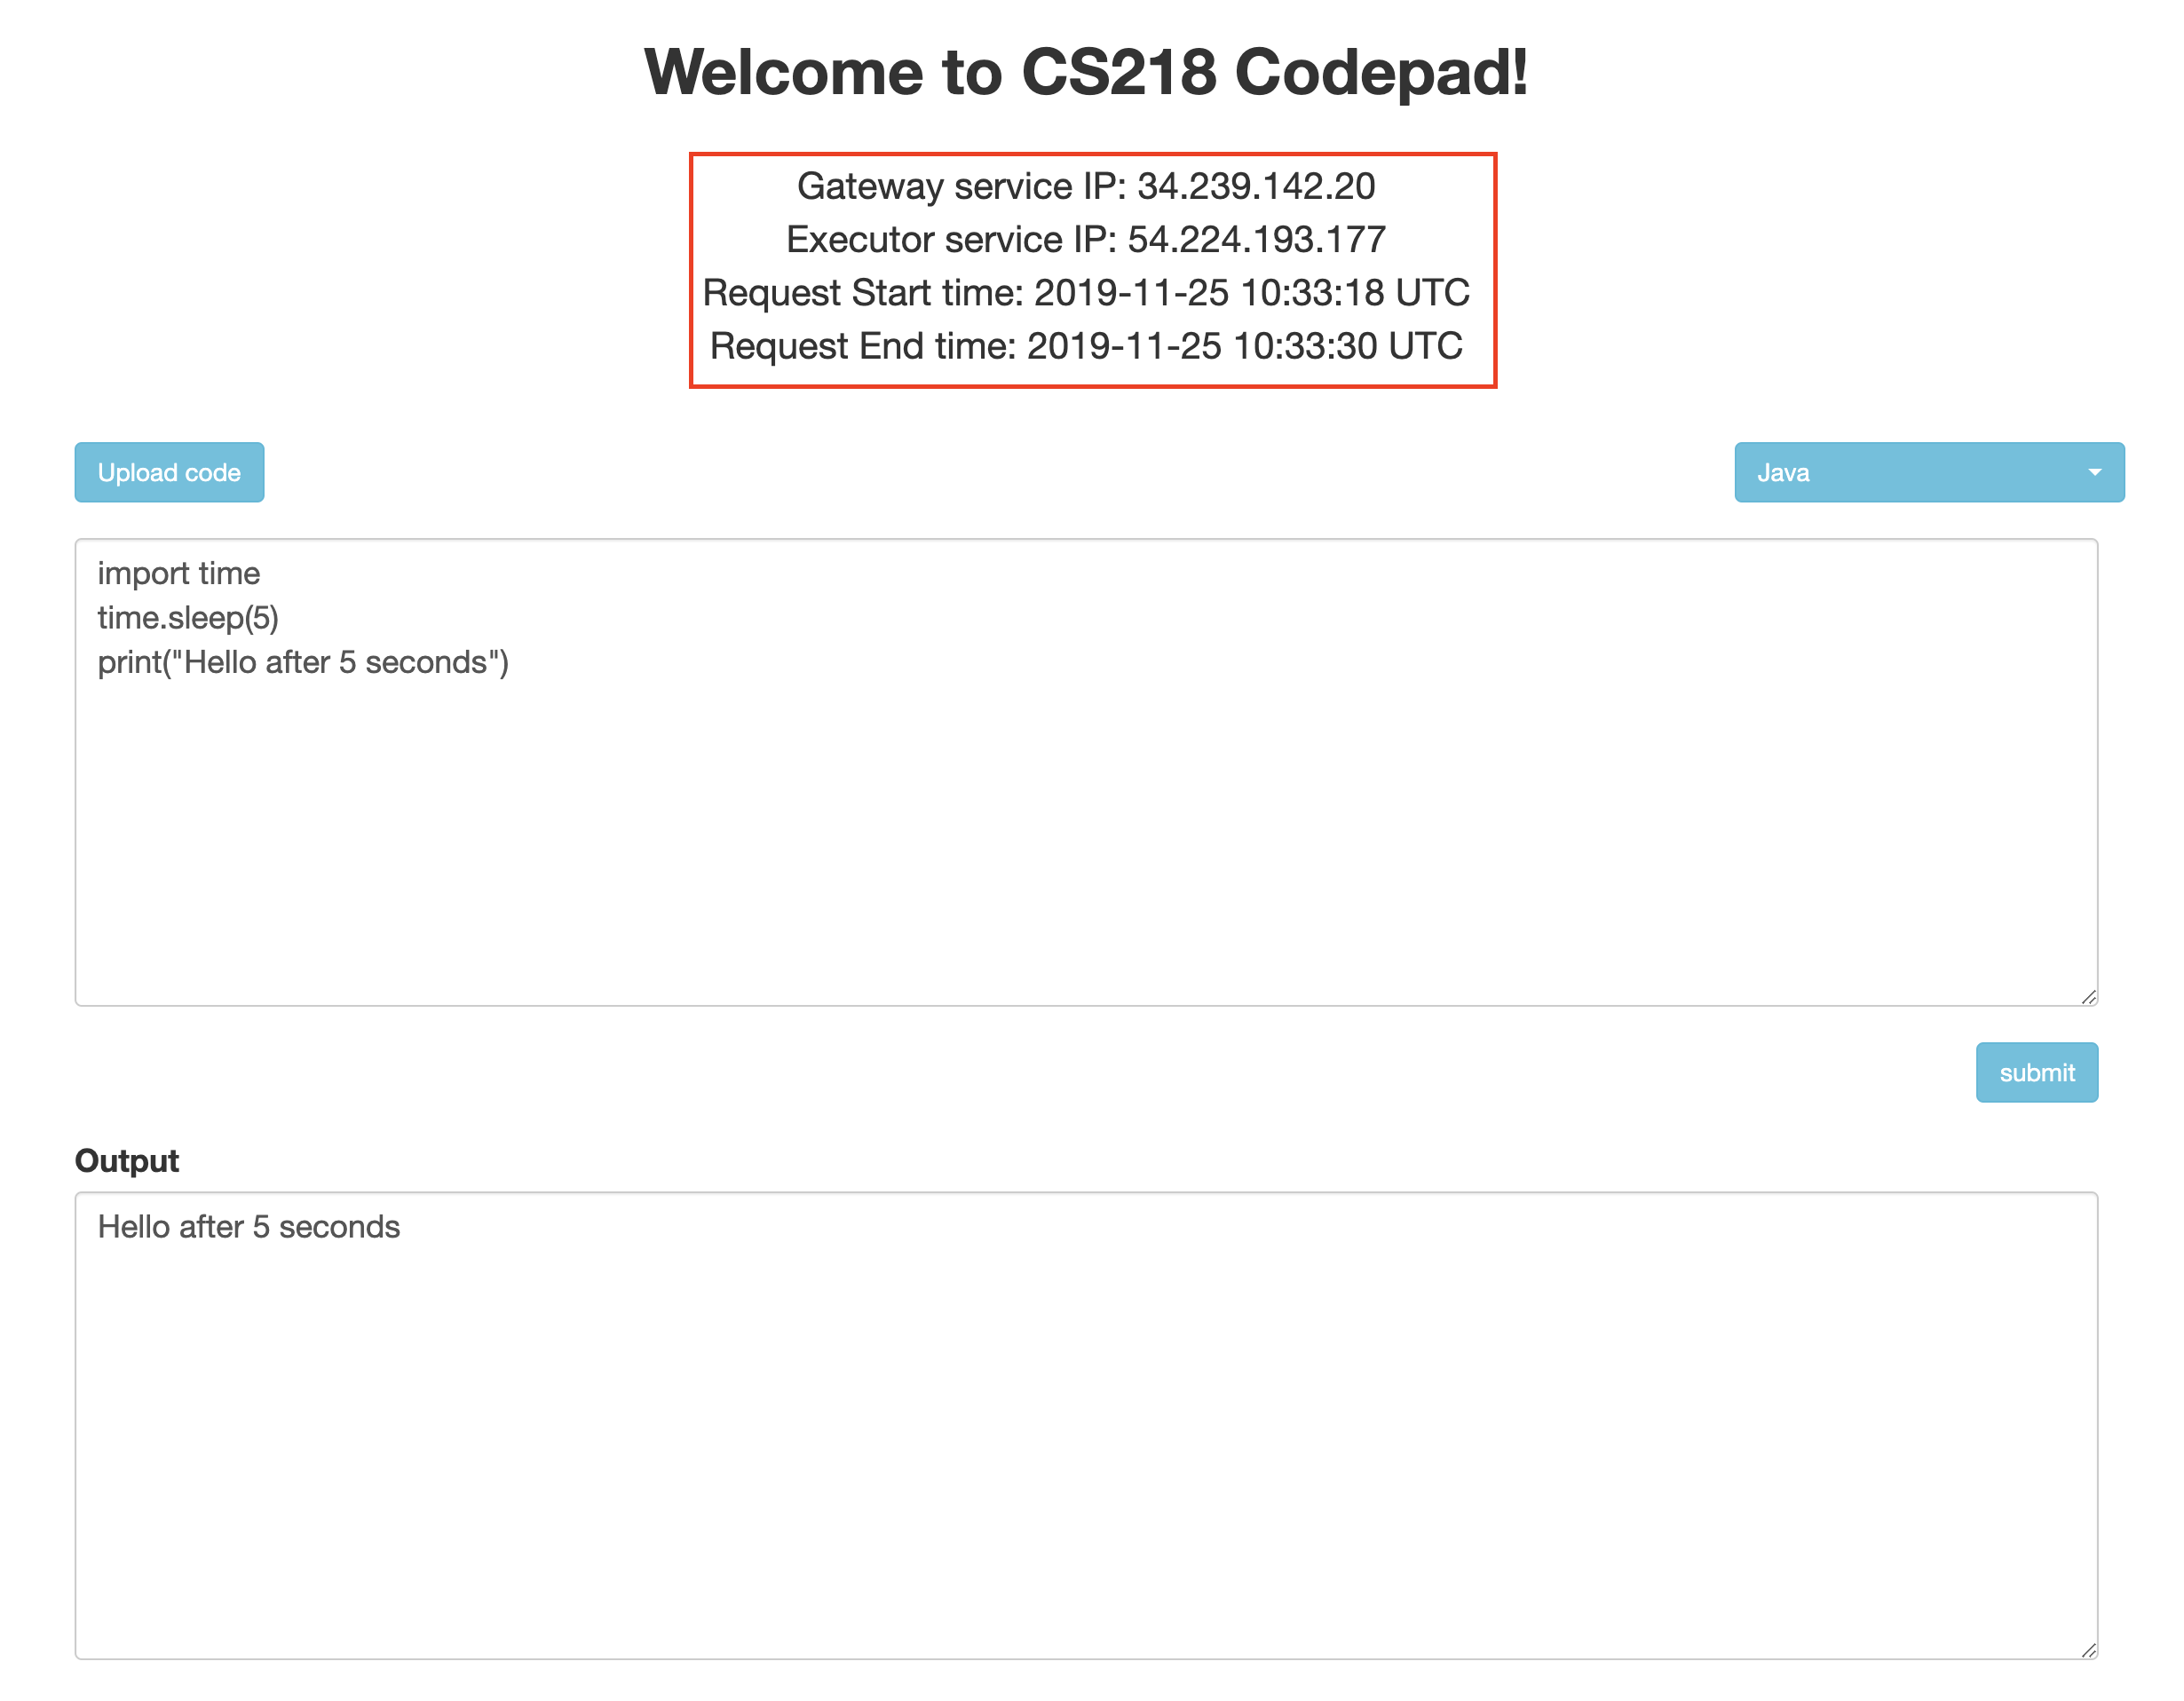 Welcome to CS218 Codepad!
Gateway service IP: 34.239.142.20
Executor service IP: 54.224.193.177
Request Start time: 2019-11-25 10:33:18 UTC
Request End time: 2019-11-25 10:33:30 UTC
Upload code
Java
import time
time.sleep(5)
print("Hello after 5 seconds")
submit
Output
Hello after 5 seconds